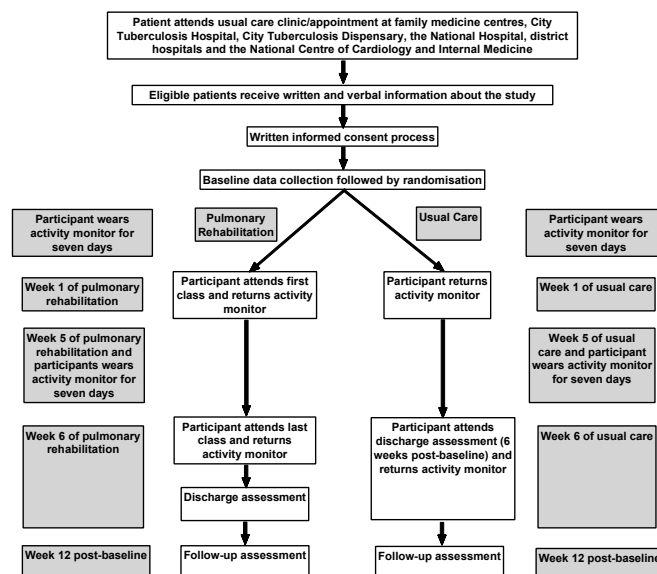 Patient attends usual care clinic/appointment at family medicine centres, City
Tuberculosis Hospital, City Tuberculosis Dispensary, the National Hospital, district
hospitals and the National Centre of Cardiology and Internal Medicine
Eligible patients receive written and verbal information about the study
Written informed consent process
Baseline data collection followed by randomisation
Participant wears
activity monitor for
seven days
Pulmonary
Rehabilitation
Usual Care
Participant wears
activity monitor for
seven days
Week 1 of pulmonary
rehabilitation
Participant attends first
class and returns activity
monitor
Participant returns
activity monitor
Week 1 of usual care
Week 5 of pulmonary
rehabilitation and
participants wears
activity monitor for
seven days
Week 5 of usual
care and participant
wears activity monitor
for seven days
Week 6 of pulmonary
rehabilitation
Participant attends last
class and returns
activity monitor
Participant attends
discharge assessment (6
weeks post-baseline) and
returns activity monitor
Week 6 of usual care
Discharge assessment
Week 12 post-baseline
Follow-up assessment
Follow-up assessment
Week 12 post-baseline